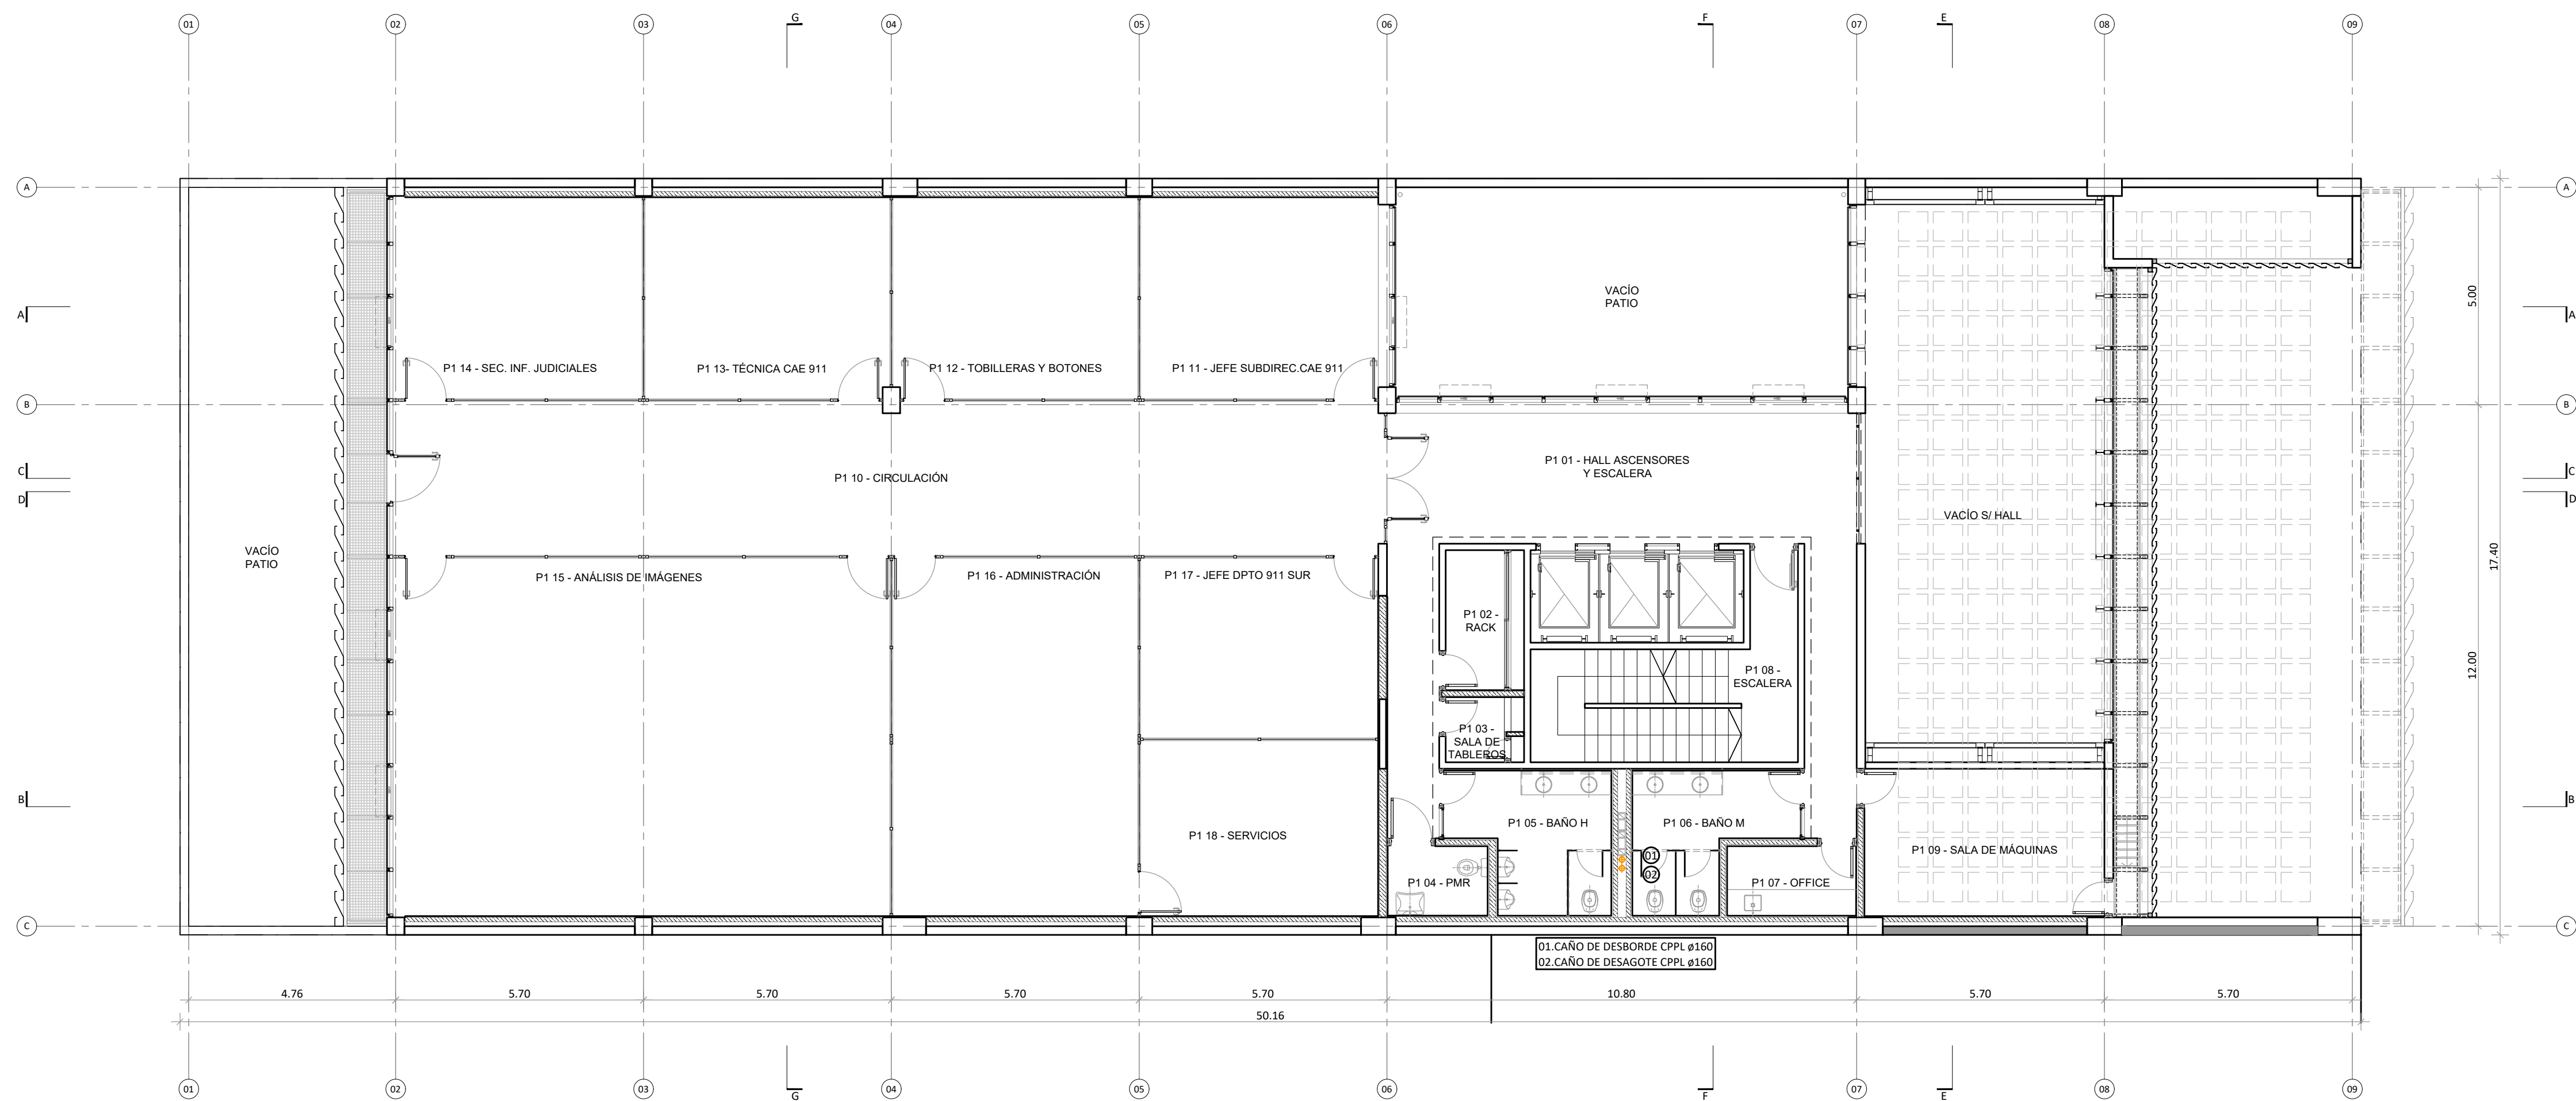 01 02 03 G 04 05 06 F 07 E 08 09
A A
5.00
VACÍO
PATIO
A A
P1 14 - SEC. INF. JUDICIALES
P1 13- TÉCNICA CAE 911
P1 12 - TOBILLERAS Y BOTONES
P1 11 - JEFE SUBDIREC.CAE 911
B B
P1 01 - HALL ASCENSORES
Y ESCALERA
C C
P1 10 - CIRCULACIÓN
D D
VACÍO S/ HALL
17.40
VACÍO
PATIO
P1 15 - ANÁLISIS DE IMÁGENES
P1 16 - ADMINISTRACIÓN
P1 17 - JEFE DPTO 911 SUR
P1 02 -
RACK
P1 08 -
ESCALERA
12.00
P1 03 -
SALA DE
TABLEROS
B B
P1 18 - SERVICIOS
P1 05 - BAÑO H
P1 06 - BAÑO M
P1 09 - SALA DE MÁQUINAS
01
02
P1 04 - PMR
P1 07 - OFFICE
C C
01.CAÑO DE DESBORDE CPPL ø160
02.CAÑO DE DESAGOTE CPPL ø160
4.76 5.70 5.70 5.70 5.70 10.80 5.70 5.70
50.16
01 02 03 G 04 05 06 F 07 E 08 09